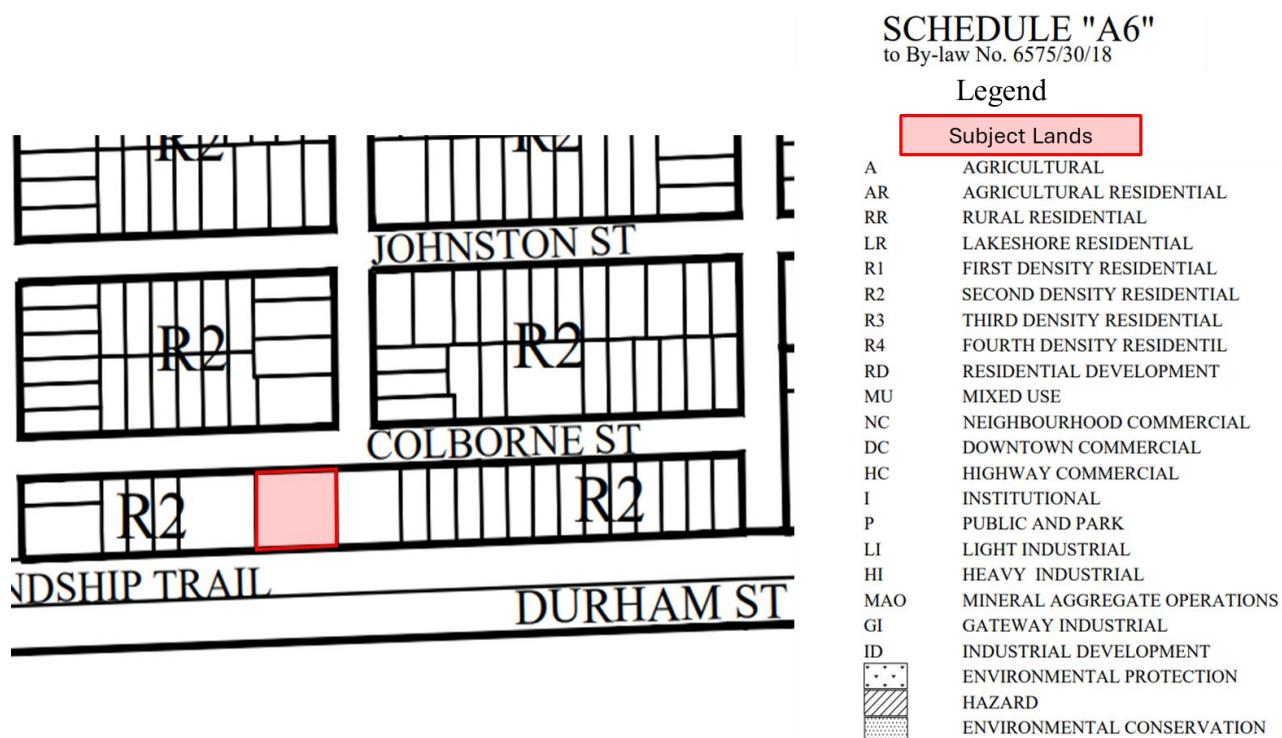 SCHEDULE "A6"
to By-law No. 6575/30/18
Legend
Subject Lands
A AGRICULTURAL
AR AGRICULTURAL RESIDENTIAL
RR RURAL RESIDENTIAL
LR LAKESHORE RESIDENTIAL
R1 FIRST DENSITY RESIDENTIAL
R2 SECOND DENSITY RESIDENTIAL
R3 THIRD DENSITY RESIDENTIAL
R4 FOURTH DENSITY RESIDENTIL
RD RESIDENTIAL DEVELOPMENT
MU MIXED USE
NC NEIGHBOURHOOD COMMERCIAL
DC DOWNTOWN COMMERCIAL
HC HIGHWAY COMMERCIAL
I INSTITUTIONAL
P PUBLIC AND PARK
LI LIGHT INDUSTRIAL
HI HEAVY INDUSTRIAL
MAO MINERAL AGGREGATE OPERATIONS
GI GATEWAY INDUSTRIAL
ID INDUSTRIAL DEVELOPMENT
ENVIRONMENTAL PROTECTION
HAZARD
ENVIRONMENTAL CONSERVATION
R2
R2
JOHNSTON ST
R2
R2
COLBORNE ST
R2
R2
NDSHIP TRAIL
DURHAM ST